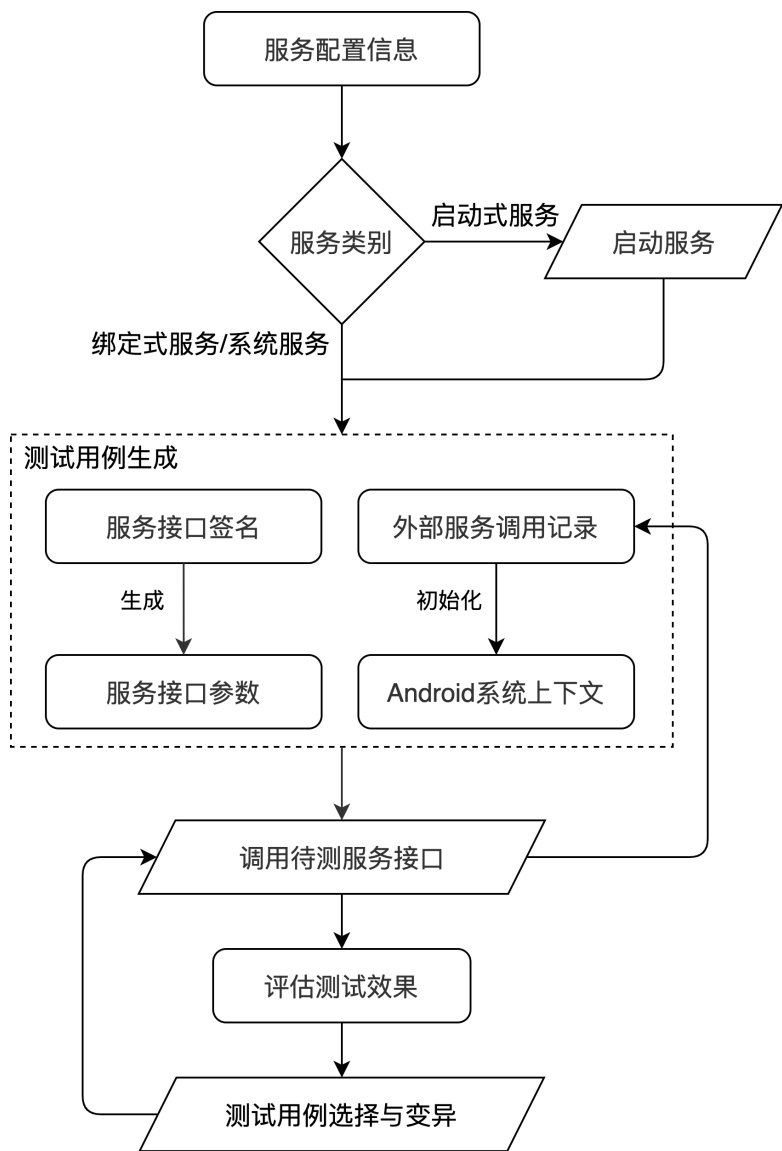 服务配置信息
启动式服务
服务类别
启动服务
绑定式服务/系统服务
测试用例生成
服务接口签名
外部服务调用记录
生成
初始化
服务接口参数
Android系统上下文
调用待测服务接口
评估测试效果
测试用例选择与变异